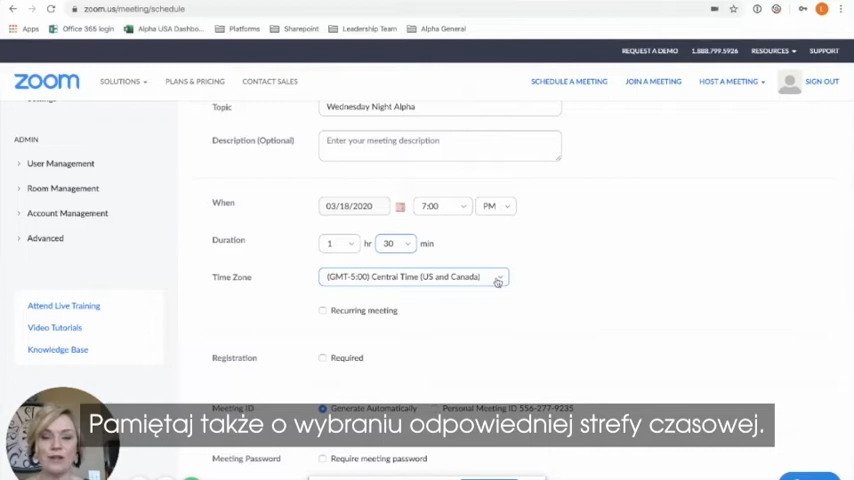 zoom.us/meeting/schedule
Apps Office 365 login Alpha USA Dashbo... Platforms Sharepoint Leadership Team Alpha General
REQUEST A DEMO 1.888.799.5926 RESOURCES SUPPORT
zoom SOLUTIONS PLANS & PRICING CONTACT SALES SCHEDULE A MEETING JOIN A MEETING HOST A MEETING SIGN OUT
Topic Wednesday Night Alpha
ADMIN
Description (Optional) Enter your meeting description
User Management
Room Management
Account Management
Advanced
When 03/18/2020 7:00 PM
Duration 1 hr 30 min
Time Zone (GMT-5:00) Central Time (US and Canada)
Recurring meeting
Attend Live Training
Video Tutorials
Knowledge Base
Registration Required
Meeting ID Generate Automatically Personal Meeting ID 556-277-9235
Pamiętaj także o wybraniu odpowiedniej strefy czasowej.
Meeting Password Require meeting password